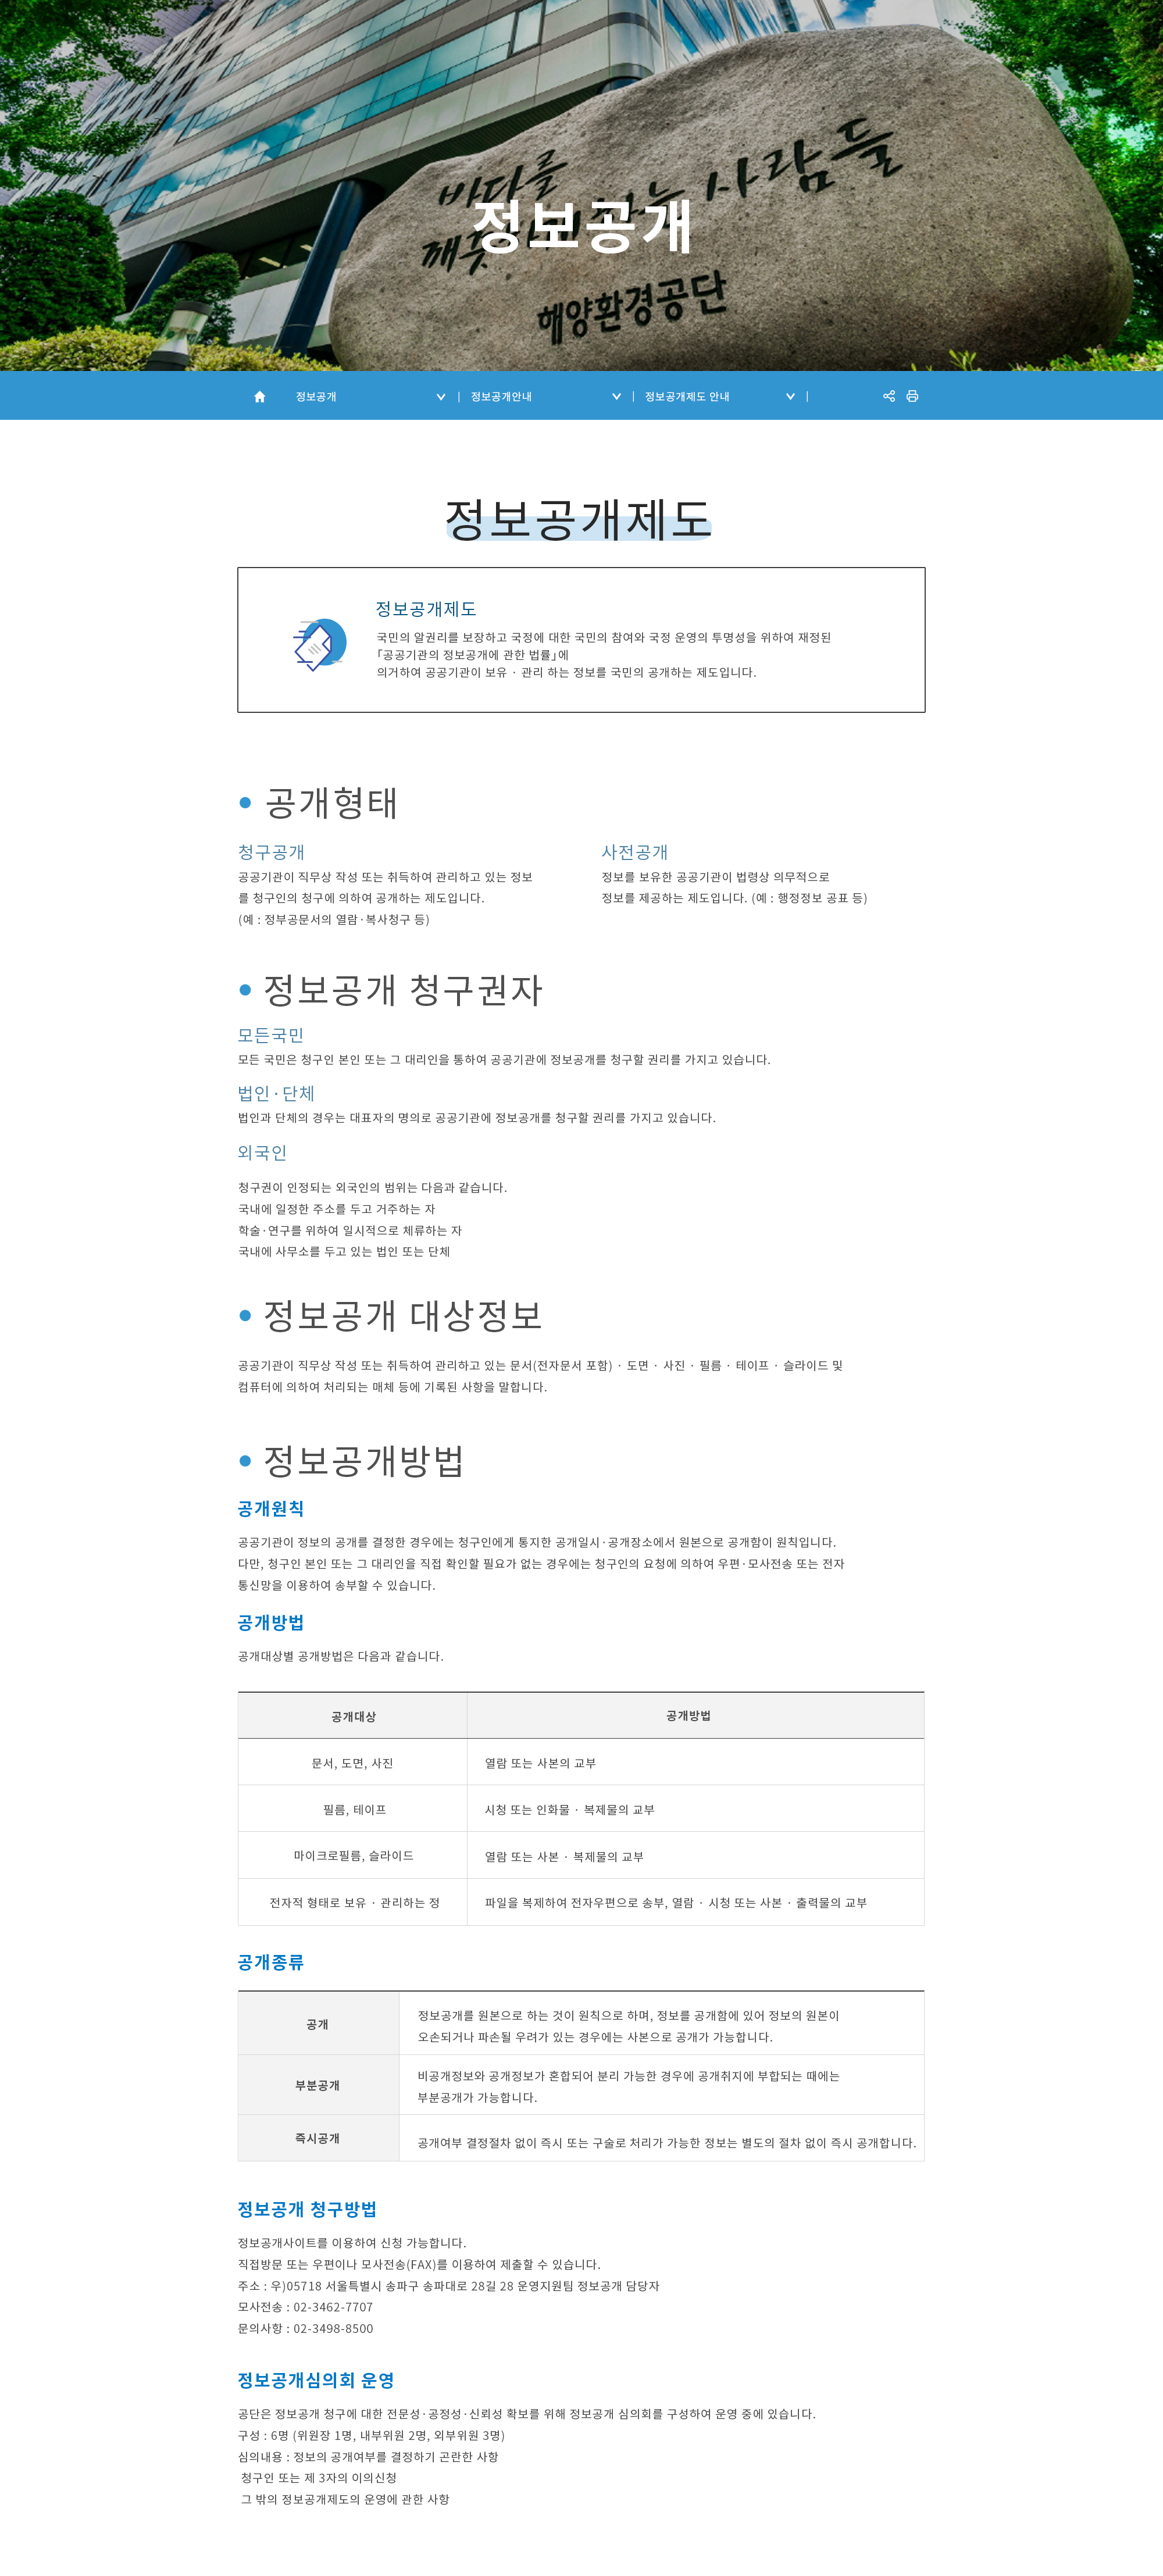 바다를
사람들
깨끗
해양환경공단
정보공개
정보공개
정보공개안내
정보공개제도 안내
정보공개제도
정보공개제도
국민의 알권리를 보장하고 국정에 대한 국민의 참여와 국정 운영의 투명성을 위하여 재정된
「공공기관의 정보공개에 관한 법률」에
의거하여 공공기관이 보유 · 관리 하는 정보를 국민의 공개하는 제도입니다.
공개형태
청구공개
공공기관이 직무상 작성 또는 취득하여 관리하고 있는 정보
를 청구인의 청구에 의하여 공개하는 제도입니다.
(예 : 정부공문서의 열람·복사청구 등)
사전공개
정보를 보유한 공공기관이 법령상 의무적으로
정보를 제공하는 제도입니다. (예 : 행정정보 공표 등)
정보공개 청구권자
모든국민
모든 국민은 청구인 본인 또는 그 대리인을 통하여 공공기관에 정보공개를 청구할 권리를 가지고 있습니다.
법인·단체
법인과 단체의 경우는 대표자의 명의로 공공기관에 정보공개를 청구할 권리를 가지고 있습니다.
외국인
청구권이 인정되는 외국인의 범위는 다음과 같습니다.
국내에 일정한 주소를 두고 거주하는 자
학술·연구를 위하여 일시적으로 체류하는 자
국내에 사무소를 두고 있는 법인 또는 단체
정보공개 대상정보
공공기관이 직무상 작성 또는 취득하여 관리하고 있는 문서(전자문서 포함) · 도면 · 사진 · 필름 · 테이프 · 슬라이드 및
컴퓨터에 의하여 처리되는 매체 등에 기록된 사항을 말합니다.
정보공개방법
공개원칙
공공기관이 정보의 공개를 결정한 경우에는 청구인에게 통지한 공개일시·공개장소에서 원본으로 공개함이 원칙입니다.
다만, 청구인 본인 또는 그 대리인을 직접 확인할 필요가 없는 경우에는 청구인의 요청에 의하여 우편·모사전송 또는 전자
통신망을 이용하여 송부할 수 있습니다.
공개방법
공개대상별 공개방법은 다음과 같습니다.
공개대상 공개방법
문서, 도면, 사진 열람 또는 사본의 교부
필름, 테이프 시청 또는 인화물 · 복제물의 교부
마이크로필름, 슬라이드 열람 또는 사본 · 복제물의 교부
전자적 형태로 보유 · 관리하는 정 파일을 복제하여 전자우편으로 송부, 열람 · 시청 또는 사본 · 출력물의 교부
공개종류
공개
정보공개를 원본으로 하는 것이 원칙으로 하며, 정보를 공개함에 있어 정보의 원본이
오손되거나 파손될 우려가 있는 경우에는 사본으로 공개가 가능합니다.
부분공개
비공개정보와 공개정보가 혼합되어 분리 가능한 경우에 공개취지에 부합되는 때에는
부분공개가 가능합니다.
즉시공개
공개여부 결정절차 없이 즉시 또는 구술로 처리가 가능한 정보는 별도의 절차 없이 즉시 공개합니다.
정보공개 청구방법
정보공개사이트를 이용하여 신청 가능합니다.
직접방문 또는 우편이나 모사전송(FAX)를 이용하여 제출할 수 있습니다.
주소 : 우)05718 서울특별시 송파구 송파대로 28길 28 운영지원팀 정보공개 담당자
모사전송 : 02-3462-7707
문의사항 : 02-3498-8500
정보공개심의회 운영
공단은 정보공개 청구에 대한 전문성·공정성·신뢰성 확보를 위해 정보공개 심의회를 구성하여 운영 중에 있습니다.
구성 : 6명 (위원장 1명, 내부위원 2명, 외부위원 3명)
심의내용 : 정보의 공개여부를 결정하기 곤란한 사항
청구인 또는 제 3자의 이의신청
그 밖의 정보공개제도의 운영에 관한 사항